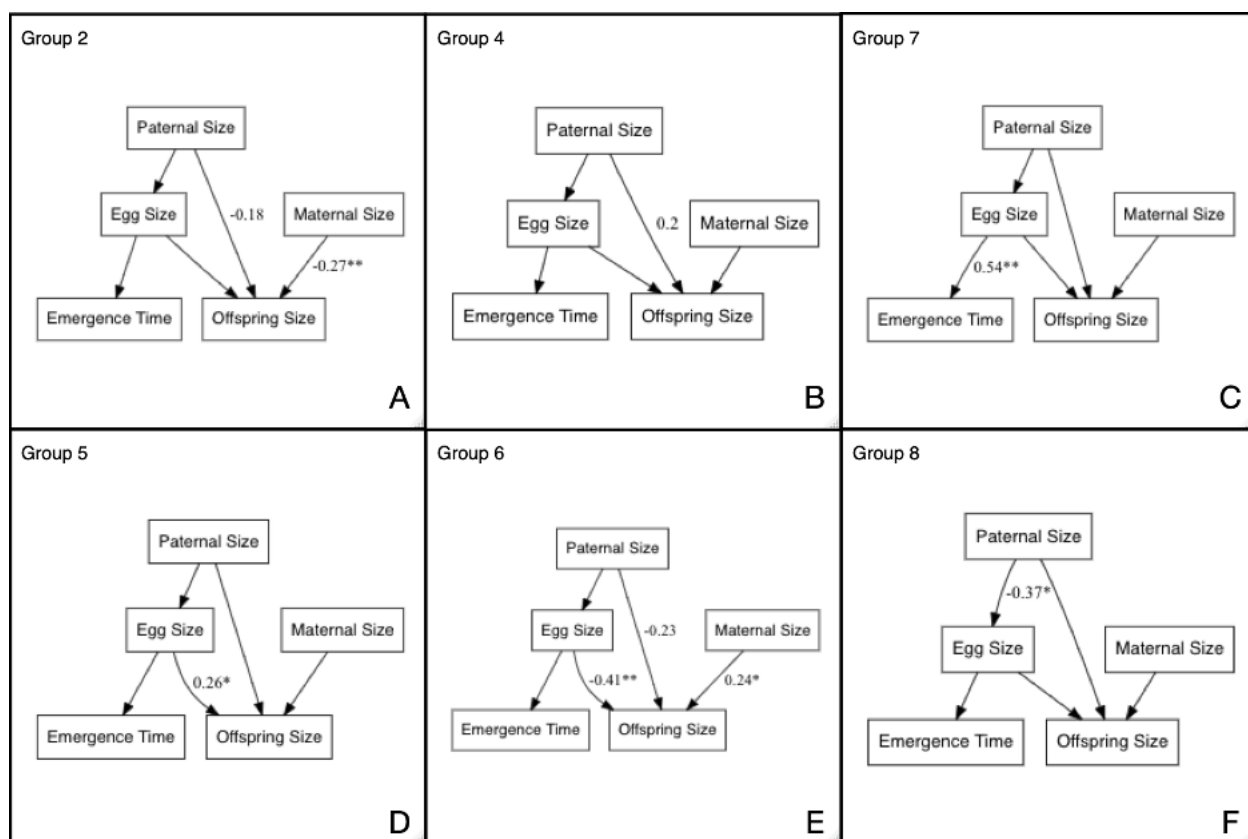 Group 2
Paternal Size
Egg Size
-0.18
Maternal Size
-0.27**
Emergence Time
Offspring Size
A
Group 4
Paternal Size
Egg Size
0.2
Maternal Size
Emergence Time
Offspring Size
B
Group 7
Paternal Size
Egg Size
Maternal Size
0.54**
Emergence Time
Offspring Size
C
Group 5
Paternal Size
Egg Size
Maternal Size
0.26*
Emergence Time
Offspring Size
D
Group 6
Paternal Size
Egg Size
-0.23
Maternal Size
-0.41**
0.24*
Emergence Time
Offspring Size
E
Group 8
Paternal Size
-0.37*
Egg Size
Maternal Size
Emergence Time
Offspring Size
F